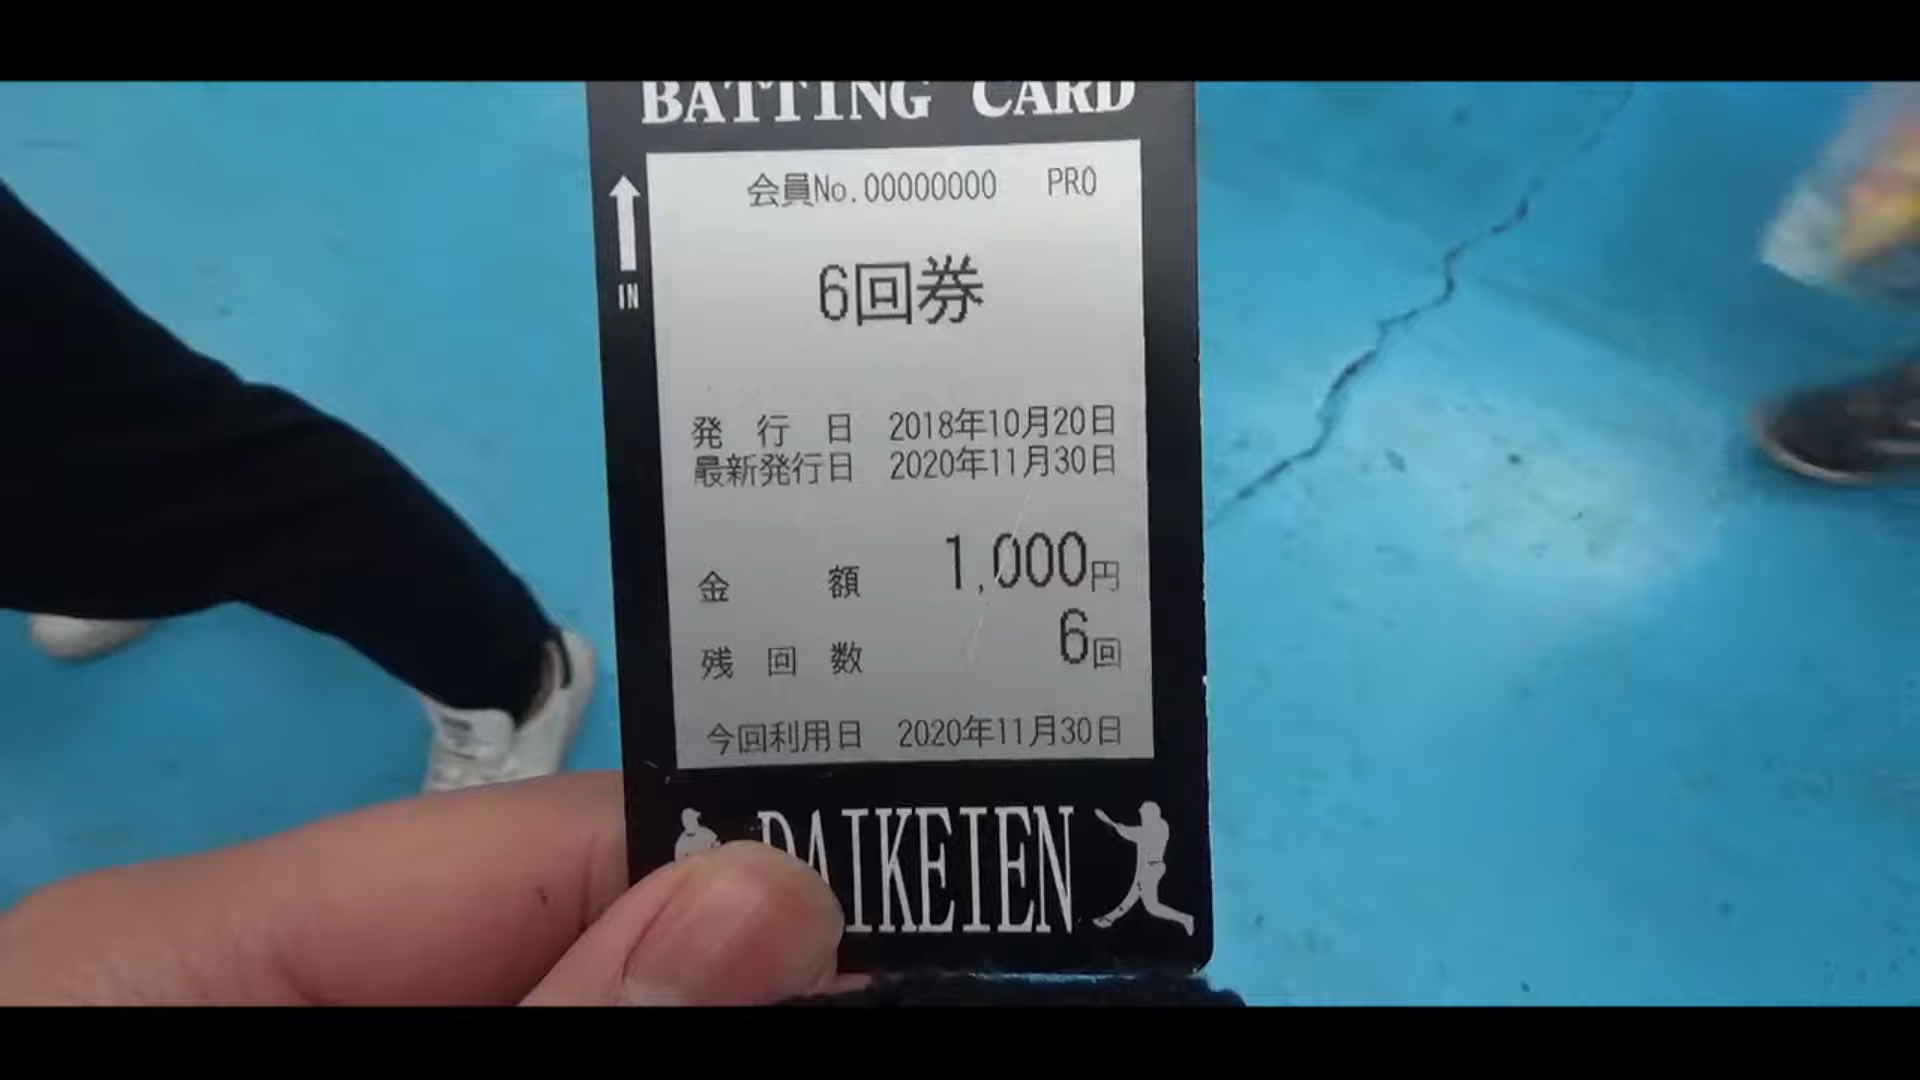 BATTING CARD
会員No.00000000 PRO
IN
6回券
発行日 2018年10月20日
最新発行日 2020年11月30日
金額 1,000円
残回数 6回
今回利用日 2020年11月30日
DAIKEIEN